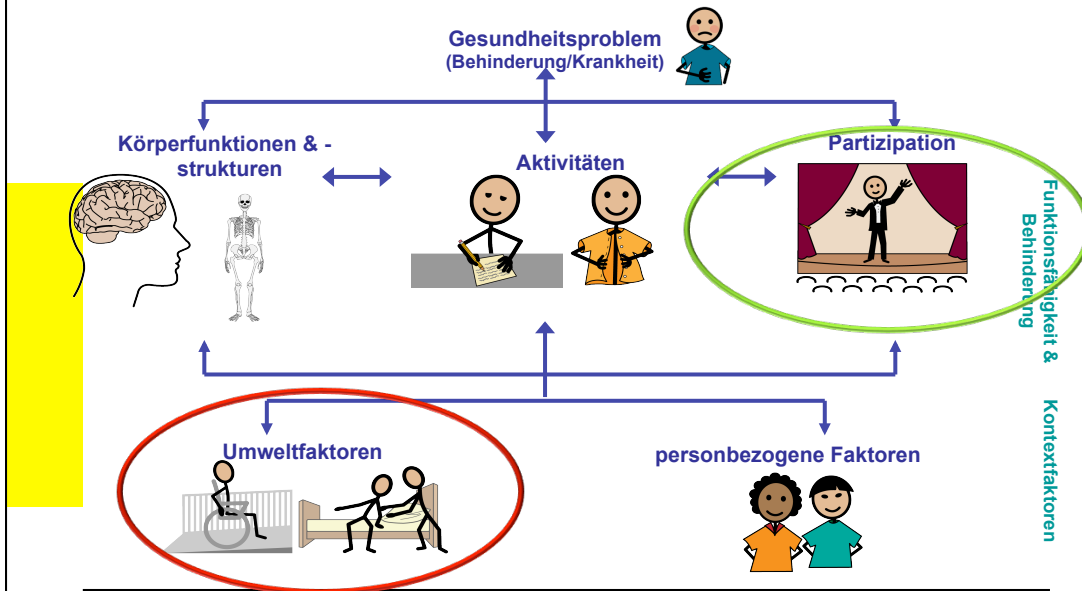 Gesundheitsproblem
(Behinderung/Krankheit)
Körperfunktionen & -
strukturen
Aktivitäten
Partizipation
Funktionsfähigkeit &
Behinderung
Umweltfaktoren
personbezogene Faktoren
Kontextfaktoren